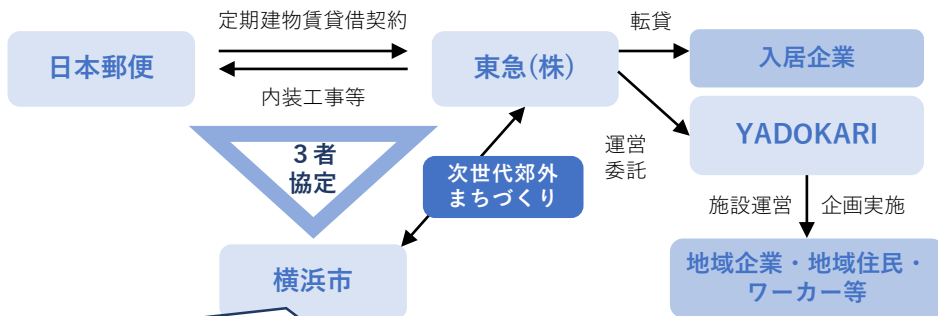 定期建物賃貸借契約
転貸
日本郵便
東急(株)
入居企業
内装工事等
YADOKARI
3者
協定
次世代郊外
まちづくり
運営
委託
施設運営
企画実施
横浜市
地域企業・地域住民・
ワーカー等